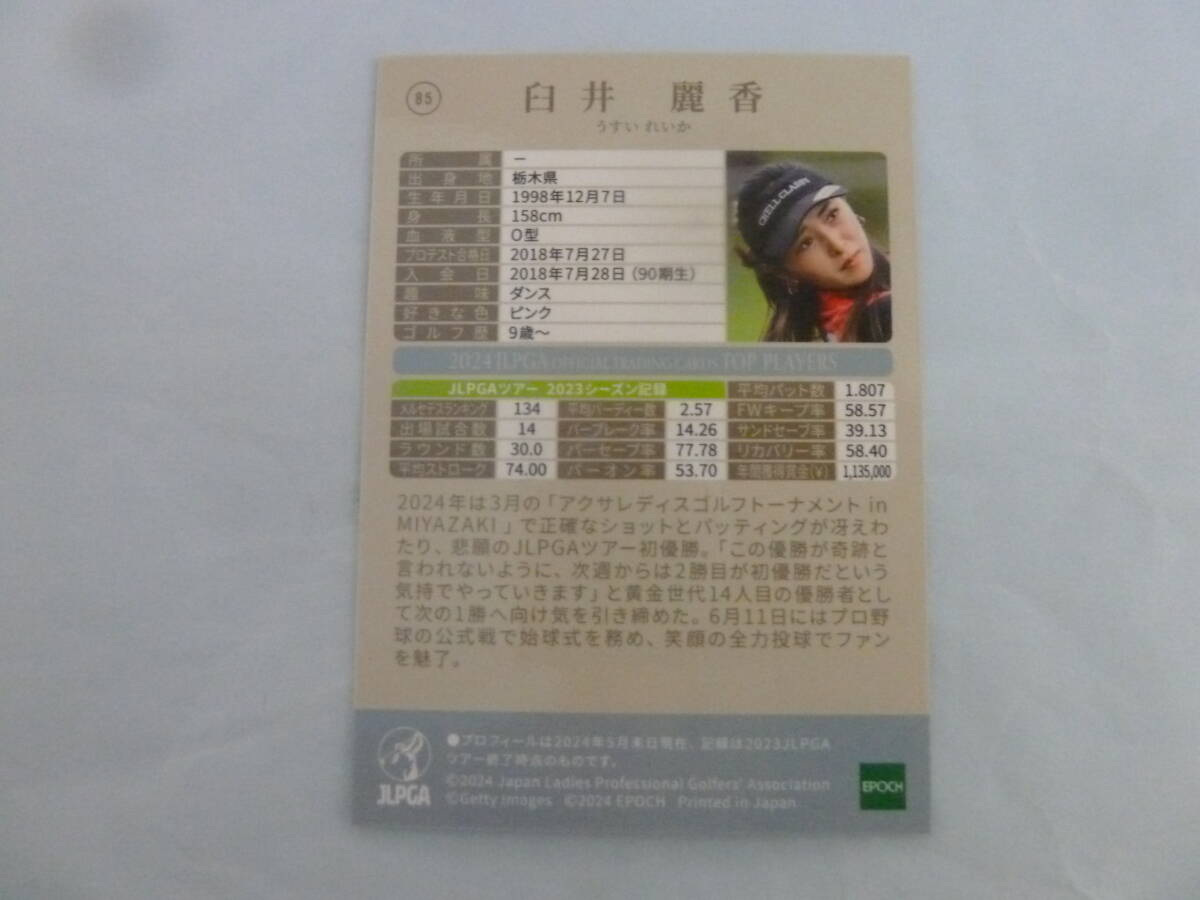 85
臼井 麗香
うすい れいか
所属 ー
出身地 栃木県
生年月日 1998年12月7日
身長 158cm
血液型 O型
プロテスト合格日 2018年7月27日
入会日 2018年7月28日（90期生）
趣味 ダンス
好きな色 ピンク
ゴルフ歴 9歳〜
2024 JLPGA OFFICIAL TRADING CARDS TOP PLAYERS
JLPGAツアー 2023シーズン記録 平均パット数 1.807
メルセデスランキング 134 平均バーディー数 2.57 FWキープ率 58.57
出場試合数 14 パーブレーク率 14.26 サンドセーブ率 39.13
ラウンド数 30.0 パーセーブ率 77.78 リカバリー率 58.40
平均ストローク 74.00 パーオン率 53.70 年間獲得賞金(¥) 1,135,000
2024年は3月の「アクサレディスゴルフトーナメント in
MIYAZAKI」で正確なショットとパッティングが冴えわ
たり、悲願のJLPGAツアー初優勝。「この優勝が奇跡と
言われないように、次週からは2勝目が初優勝だという
気持でやっていきます」と黄金世代14人目の優勝者とし
て次の1勝へ向け気を引き締めた。6月11日にはプロ野
球の公式戦で始球式を務め、笑顔の全力投球でファン
を魅了。
●プロフィールは2024年5月末日現在、記録は2023JLPGA
ツアー終了時点のものです。
©2024 Japan Ladies Professional Golfers' Association
©Getty Images ©2024 EPOCH Printed in Japan
JLPGA
EPOCH